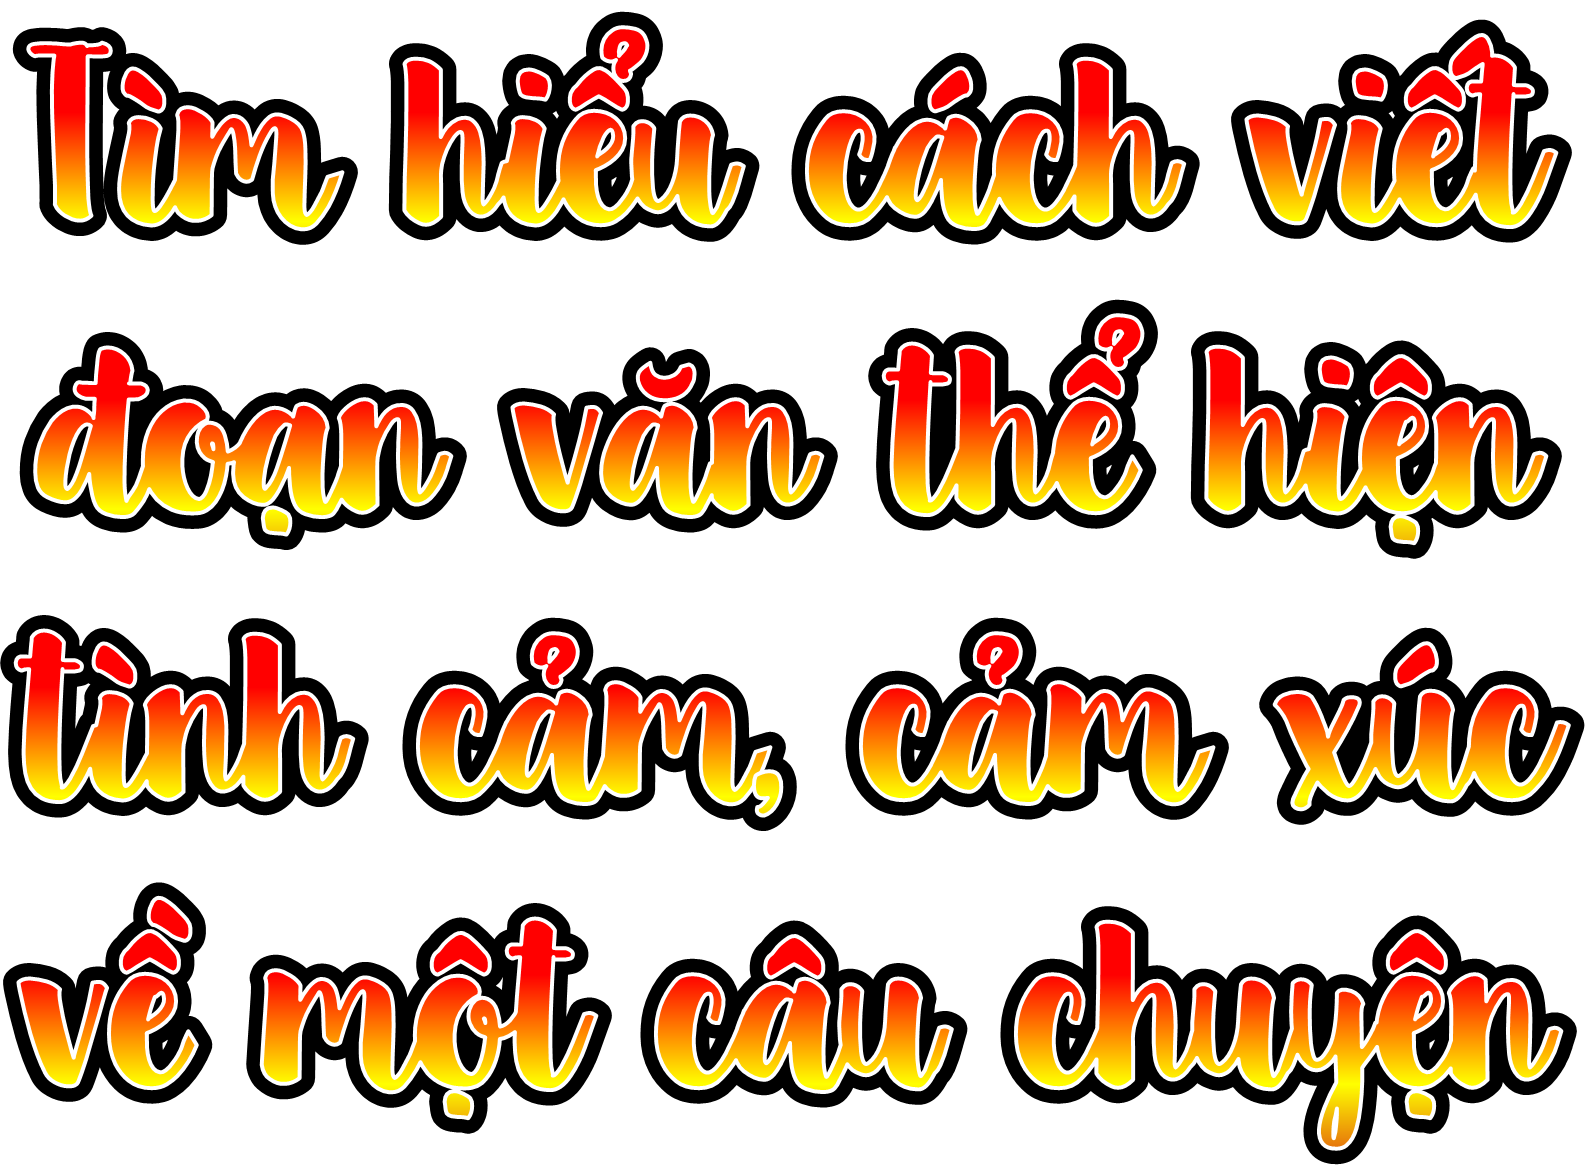 Tìm hiểu cách viết
đoạn văn thể hiện
tình cảm, cảm xúc
về một câu chuyện